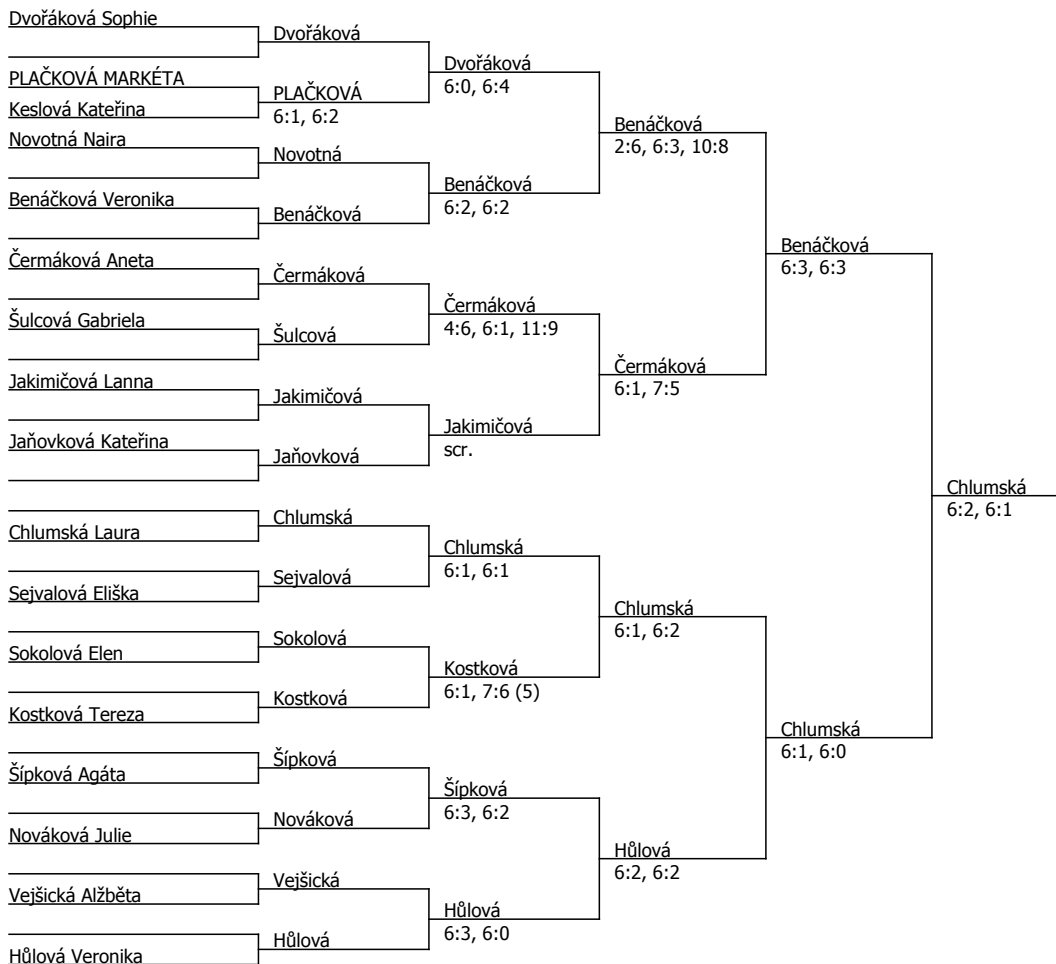 Dvořáková Sophie
Dvořáková
Dvořáková
6:0, 6:4
PLAČKOVÁ MARKÉTA
PLAČKOVÁ
6:1, 6:2
Keslová Kateřina
Benáčková
2:6, 6:3, 10:8
Novotná Naira
Novotná
Benáčková
6:2, 6:2
Benáčková Veronika
Benáčková
Benáčková
6:3, 6:3
Čermáková Aneta
Čermáková
Čermáková
4:6, 6:1, 11:9
Šulcová Gabriela
Šulcová
Čermáková
6:1, 7:5
Jakimičová Lanna
Jakimičová
Jakimičová
scr.
Jaňovková Kateřina
Jaňovková
Chlumská
6:2, 6:1
Chlumská
Chlumská Laura
Chlumská
6:1, 6:1
Sejvalová
Sejvalová Eliška
Chlumská
6:1, 6:2
Sokolová
Sokolová Elen
Kostková
6:1, 7:6 (5)
Kostková
Kostková Tereza
Chlumská
6:1, 6:0
Šípková
Šípková Agáta
Šípková
6:3, 6:2
Nováková
Nováková Julie
Hůlová
6:2, 6:2
Vejšická
Vejšická Alžběta
Hůlová
6:3, 6:0
Hůlová
Hůlová Veronika